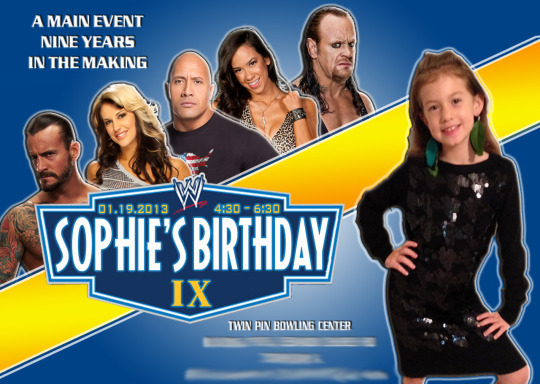 A MAIN EVENT
NINE YEARS
IN THE MAKING
W
01.19.2013 4:30 - 6:30
SOPHIE'S BIRTHDAY
IX
TWIN PIN BOWLING CENTER